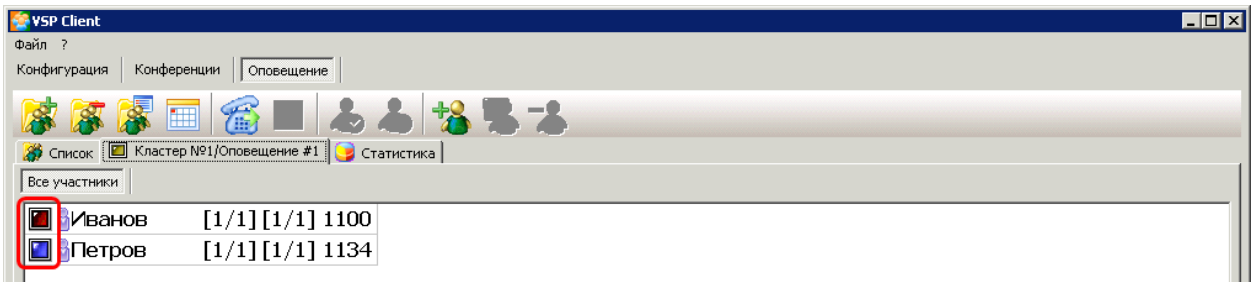 VSP Client
Файл ?
Конфигурация Конференции Оповещение
Список Кластер №1/Оповещение #1 Статистика
Все участники
Иванов [1/1] [1/1] 1100
Петров [1/1] [1/1] 1134